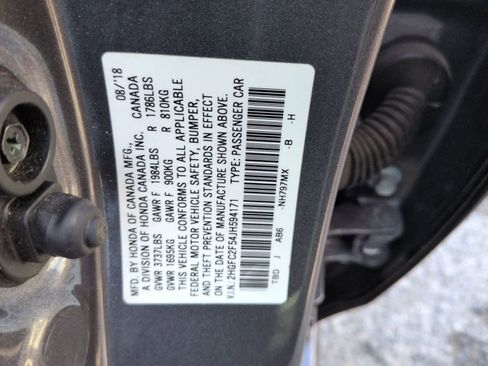 MFD. BY HONDA OF CANADA MFG., 08/'18
A DIVISION OF HONDA CANADA INC. CANADA
GVWR 3737LBS GAWR F 1984LBS R 1786LBS
GVWR 1695KG GAWR F 900KG R 810KG
THIS VEHICLE CONFORMS TO ALL APPLICABLE
FEDERAL MOTOR VEHICLE SAFETY, BUMPER,
AND THEFT PREVENTION STANDARDS IN EFFECT
ON THE DATE OF MANUFACTURE SHOWN ABOVE.
V.I.N.: 2HGFC2F54JH594171 TYPE: PASSENGER CAR
-NH797MX -B -H
TBD J AB6